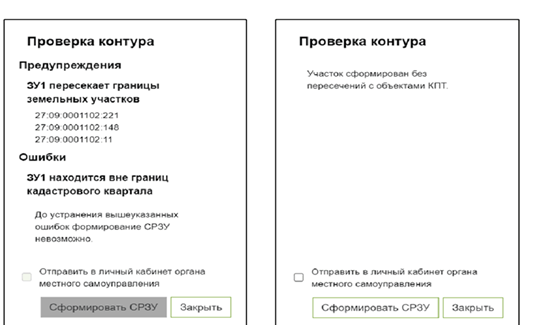 Проверка контура
Предупреждения
ЗУ1 пересекает границы
земельных участков
27:09:0001102:221
27:09:0001102:148
27:09:0001102:11
Ошибки
ЗУ1 находится вне границ
кадастрового квартала
До устранения вышеуказанных
ошибок формирование СРЗУ
невозможно.
Отправить в личный кабинет органа
местного самоуправления
Сформировать СРЗУ
Закрыть
Проверка контура
Участок сформирован без
пересечений с объектами КПТ.
Отправить в личный кабинет органа
местного самоуправления
Сформировать СРЗУ
Закрыть